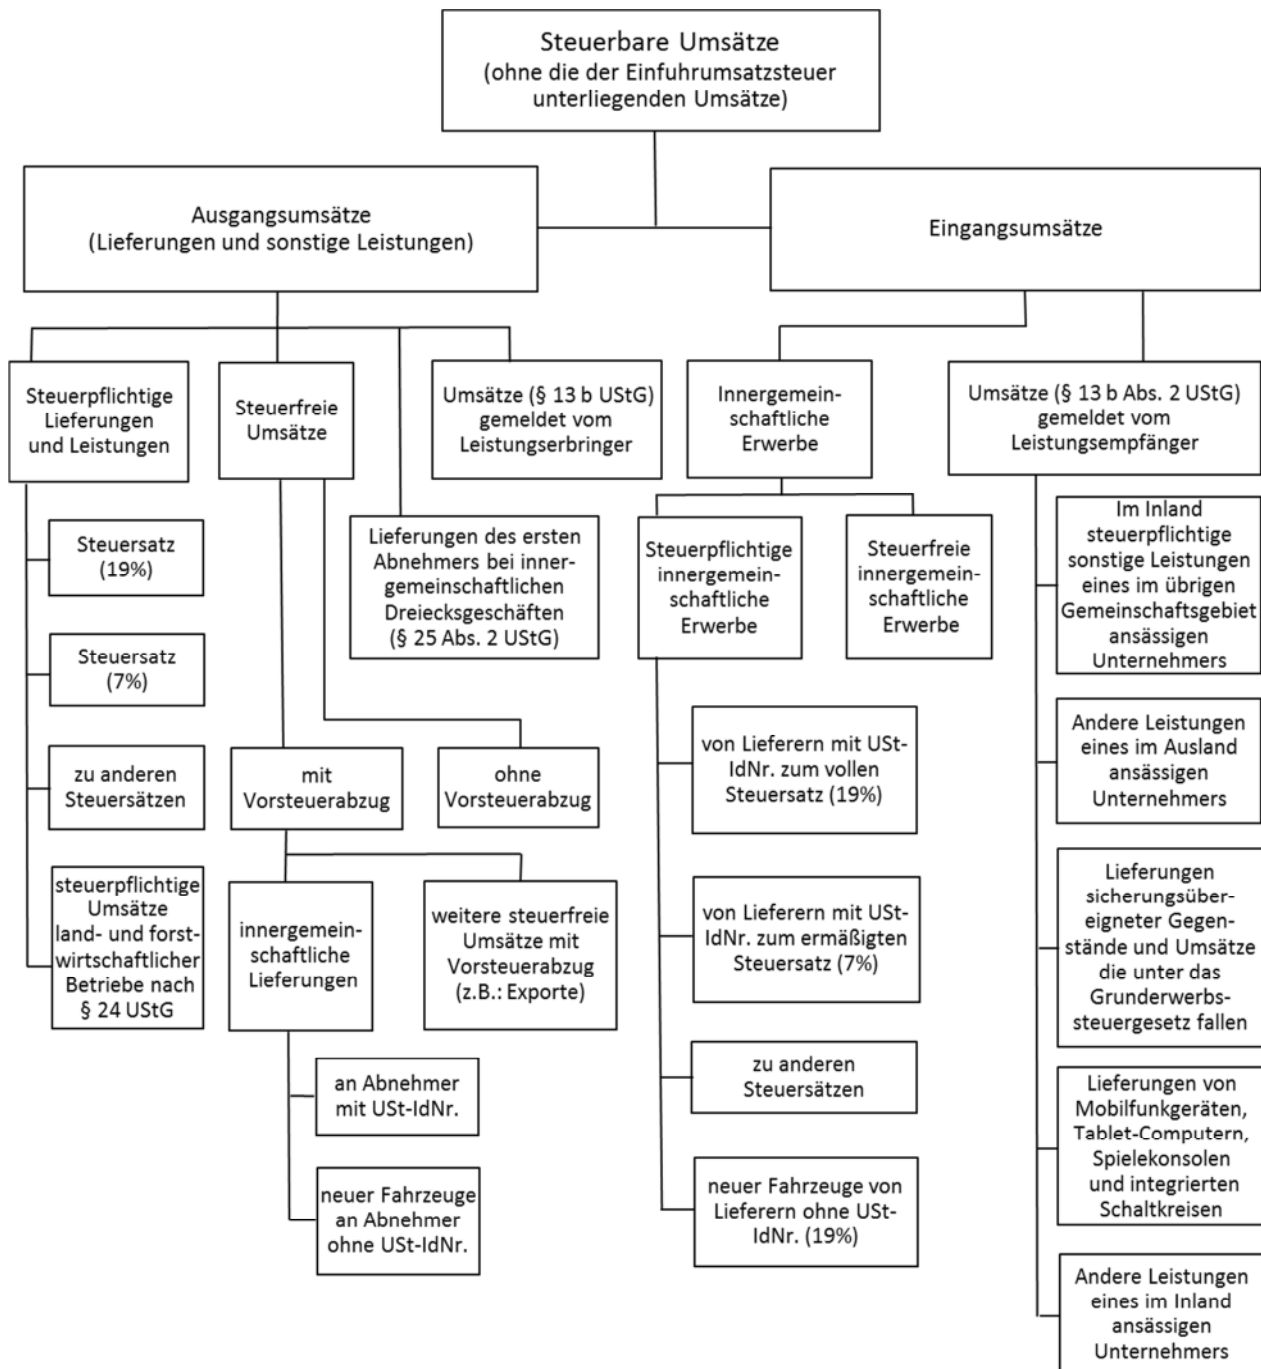 Steuerbare Umsätze
(ohne die der Einfuhrumsatzsteuer
unterliegenden Umsätze)
Ausgangsumsätze
(Lieferungen und sonstige Leistungen)
Eingangsumsätze
Steuerpflichtige
Lieferungen
und Leistungen
Steuerfreie
Umsätze
Umsätze (§ 13 b UStG)
gemeldet vom
Leistungserbringer
Innergemein-
schaftliche
Erwerbe
Umsätze (§ 13 b Abs. 2 UStG)
gemeldet vom
Leistungsempfänger
Steuersatz
(19%)
Steuersatz
(7%)
zu anderen
Steuersätzen
steuerpflichtige
Umsätze
land- und forst-
wirtschaftlicher
Betriebe nach
§ 24 UStG
Lieferungen des ersten
Abnehmers bei inner-
gemeinschaftlichen
Dreiecksgeschäften
(§ 25 Abs. 2 UStG)
mit
Vorsteuerabzug
ohne
Vorsteuerabzug
innergemein-
schaftliche
Lieferungen
weitere steuerfreie
Umsätze mit
Vorsteuerabzug
(z.B.: Exporte)
an Abnehmer
mit USt-IdNr.
neuer Fahrzeuge
an Abnehmer
ohne USt-IdNr.
Steuerpflichtige
innergemein-
schaftliche
Erwerbe
Steuerfreie
innergemein-
schaftliche
Erwerbe
von Lieferern mit USt-
IdNr. zum vollen
Steuersatz (19%)
von Lieferern mit USt-
IdNr. zum ermäßigten
Steuersatz (7%)
zu anderen
Steuersätzen
neuer Fahrzeuge von
Lieferern ohne USt-
IdNr. (19%)
Im Inland
steuerpflichtige
sonstige Leistungen
eines im übrigen
Gemeinschaftsgebiet
ansässigen
Unternehmers
Andere Leistungen
eines im Ausland
ansässigen
Unternehmers
Lieferungen
sicherungsüber-
eigneter Gegen-
stände und Umsätze
die unter das
Grunderwerbs-
steuergesetz fallen
Lieferungen von
Mobilfunkgeräten,
Tablet-Computern,
Spielekonsolen
und integrierten
Schaltkreisen
Andere Leistungen
eines im Inland
ansässigen
Unternehmers